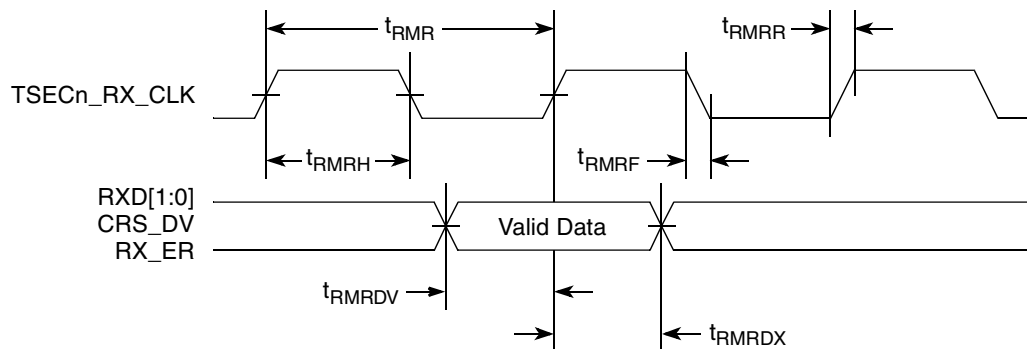 tRMR
tRMRR
TSECn_RX_CLK
tRMRH
tRMRF
RXD[1:0]
CRS_DV
RX_ER
Valid Data
tRMRDV
tRMRDX